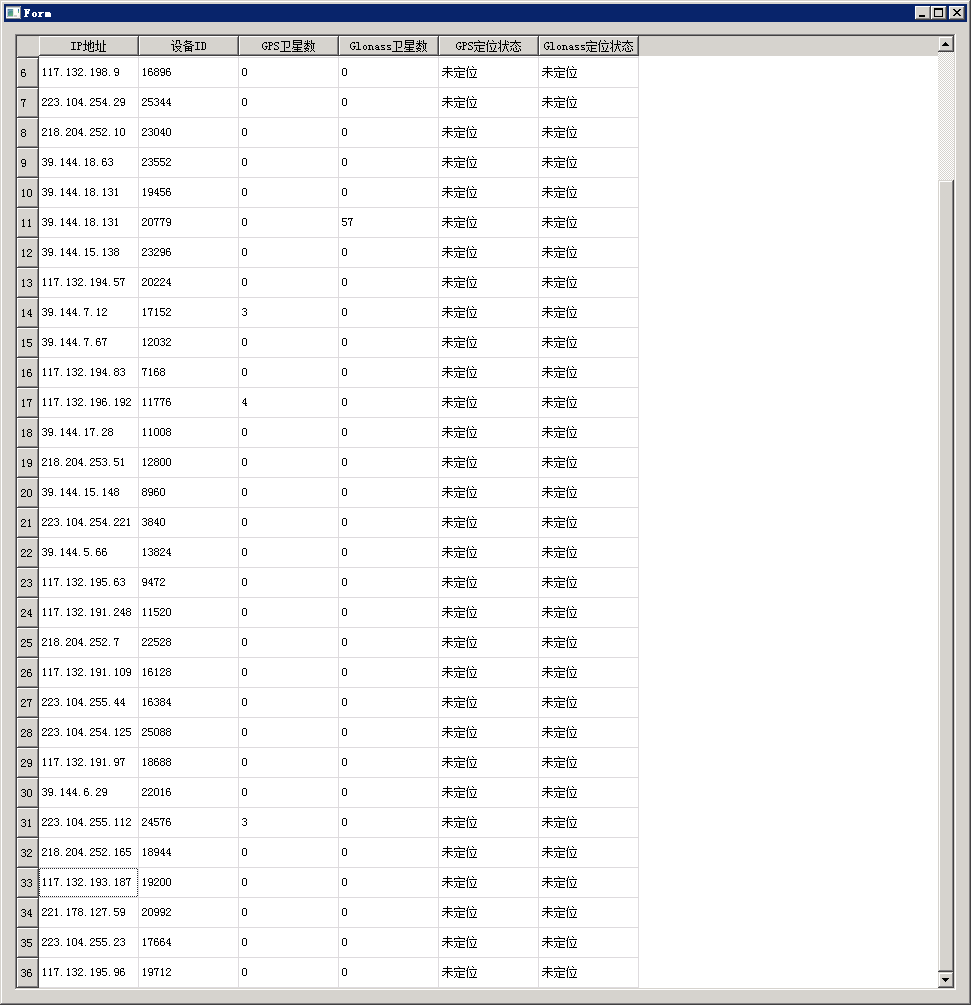 Form
IP地址 设备ID GPS卫星数 Glonass卫星数 GPS定位状态 Glonass定位状态
6 117.132.198.9 16896 0 0 未定位 未定位
7 223.104.254.29 25344 0 0 未定位 未定位
8 218.204.252.10 23040 0 0 未定位 未定位
9 39.144.18.63 23552 0 0 未定位 未定位
10 39.144.18.131 19456 0 0 未定位 未定位
11 39.144.18.131 20779 0 57 未定位 未定位
12 39.144.15.138 23296 0 0 未定位 未定位
13 117.132.194.57 20224 0 0 未定位 未定位
14 39.144.7.12 17152 3 0 未定位 未定位
15 39.144.7.67 12032 0 0 未定位 未定位
16 117.132.194.83 7168 0 0 未定位 未定位
17 117.132.196.192 11776 4 0 未定位 未定位
18 39.144.17.28 11008 0 0 未定位 未定位
19 218.204.253.51 12800 0 0 未定位 未定位
20 39.144.15.148 8960 0 0 未定位 未定位
21 223.104.254.221 3840 0 0 未定位 未定位
22 39.144.5.66 13824 0 0 未定位 未定位
23 117.132.195.63 9472 0 0 未定位 未定位
24 117.132.191.248 11520 0 0 未定位 未定位
25 218.204.252.7 22528 0 0 未定位 未定位
26 117.132.191.109 16128 0 0 未定位 未定位
27 223.104.255.44 16384 0 0 未定位 未定位
28 223.104.254.125 25088 0 0 未定位 未定位
29 117.132.191.97 18688 0 0 未定位 未定位
30 39.144.6.29 22016 0 0 未定位 未定位
31 223.104.255.112 24576 3 0 未定位 未定位
32 218.204.252.165 18944 0 0 未定位 未定位
33 117.132.193.187 19200 0 0 未定位 未定位
34 221.178.127.59 20992 0 0 未定位 未定位
35 223.104.255.23 17664 0 0 未定位 未定位
36 117.132.195.96 19712 0 0 未定位 未定位